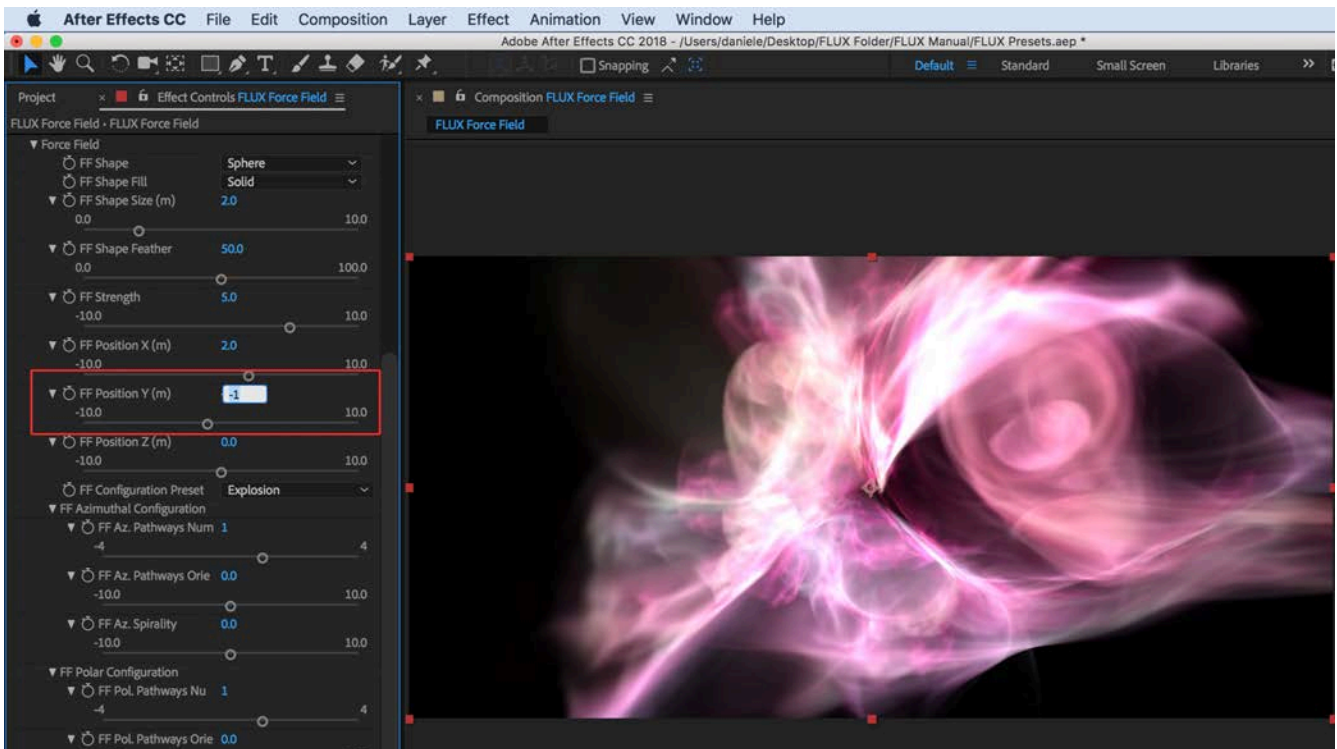 After Effects CC File Edit Composition Layer Effect Animation View Window Help
Adobe After Effects CC 2018 - /Users/daniele/Desktop/FLUX Folder/FLUX Manual/FLUX Presets.aep *
Snapping Default Standard Small Screen Libraries >>
Project × Effect Controls FLUX Force Field × Composition FLUX Force Field
FLUX Force Field • FLUX Force Field
FLUX Force Field
Force Field
FF Shape Sphere
FF Shape Fill Solid
FF Shape Size (m) 2.0
0.0 10.0
FF Shape Feather 50.0
0.0 100.0
FF Strength 5.0
-10.0 10.0
FF Position X (m) 2.0
-10.0 10.0
FF Position Y (m) -1
-10.0 10.0
FF Position Z (m) 0.0
-10.0 10.0
FF Configuration Preset Explosion
FF Azimuthal Configuration
FF Az. Pathways Num 1
-4 4
FF Az. Pathways Orie 0.0
-10.0 10.0
FF Az. Spirality 0.0
-10.0 10.0
FF Polar Configuration
FF Pol. Pathways Nu 1
-4 4
FF Pol. Pathways Orie 0.0